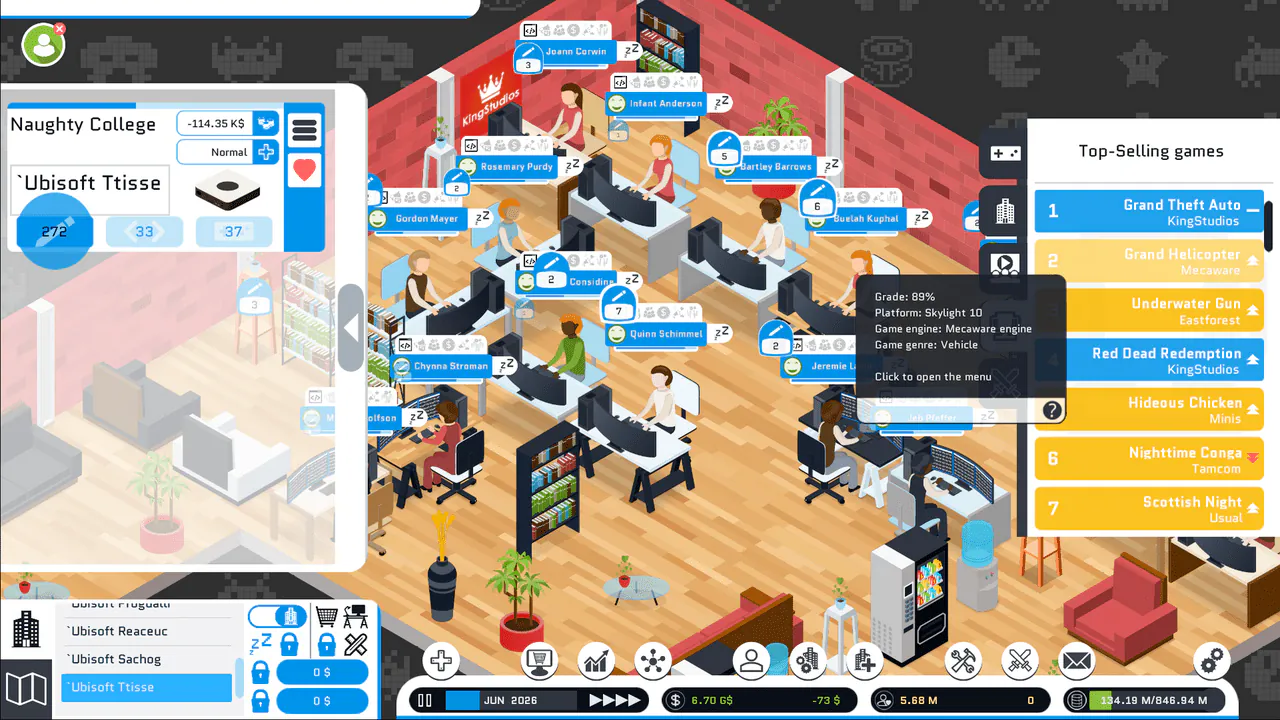 Joann Corwin
3
Infant Anderson
KingStudios
3
Rosemary Purdy
2
5
Bartley Barrows
Gordon Mayer
6
Buelah Kuphal
Naughty College
-114.35 K$
Normal
`Ubisoft Ttisse
272
33
37
3
2
Considine
3
7
Quinn Schimmel
Chynna Stroman
2
Jeremie
Jeb Pfeffer
Top-Selling games
1
Grand Theft Auto
KingStudios
2
Grand Helicopter
Mecaware
Underwater Gun
Eastforest
4
Red Dead Redemption
KingStudios
Hideous Chicken
Minis
6
Nighttime Conga
Tamcom
7
Scottish Night
Usual
Grade: 89%
Platform: Skylight 10
Game engine: Mecaware engine
Game genre: Vehicle
Click to open the menu
?
`Ubisoft Reaceuc
`Ubisoft Sachog
`Ubisoft Ttisse
0 $
0 $
JUN 2026
6.70 G$
-73 $
5.68 M
0
134.19 M/846.94 M